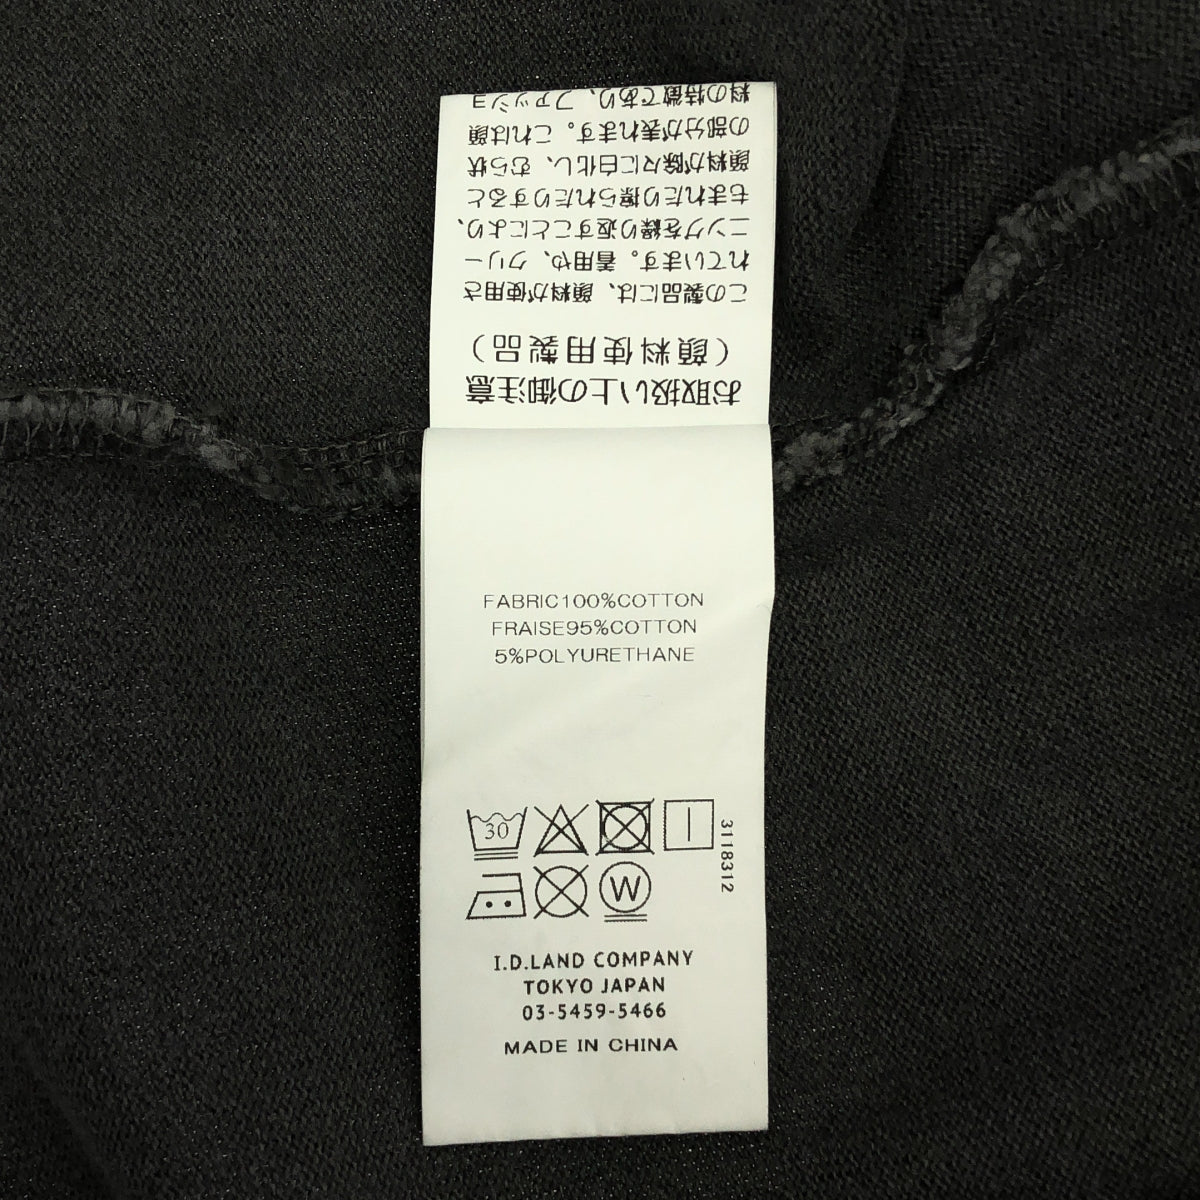 お取扱い上の御注意
（顔料使用製品）
この製品には、顔料が使用さ
れています。着用や、クリー
ニングを繰り返すことにより、
もまれたり擦られたりすると
顔料が除々に白化し、むら状
の部分が表れます。これは顔
料の特徴であり、ファッショ
FABRIC100%COTTON
FRAISE95%COTTON
5%POLYURETHANE
30
W
3118312
I.D.LAND COMPANY
TOKYO JAPAN
03-5459-5466
MADE IN CHINA